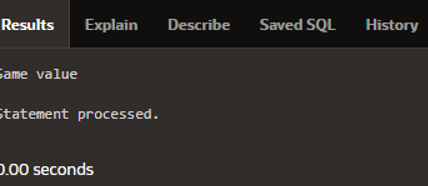 Results Explain Describe Saved SQL History
Same value
Statement processed.
0.00 seconds